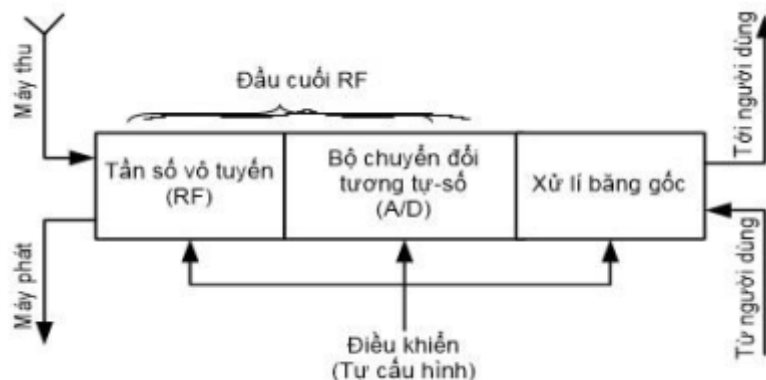 Đầu cuối RF
Máy thu
Tần số vô tuyến
(RF)
Bộ chuyển đổi
tương tự-số
(A/D)
Xử lí băng gốc
Tới người dùng
Máy phát
Từ người dùng
Điều khiển
(Tự cấu hình)